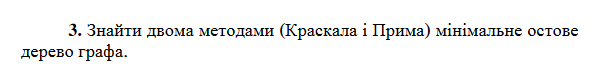 3. Знайти двома методами (Краскала і Прима) мінімальне остове
дерево графа.